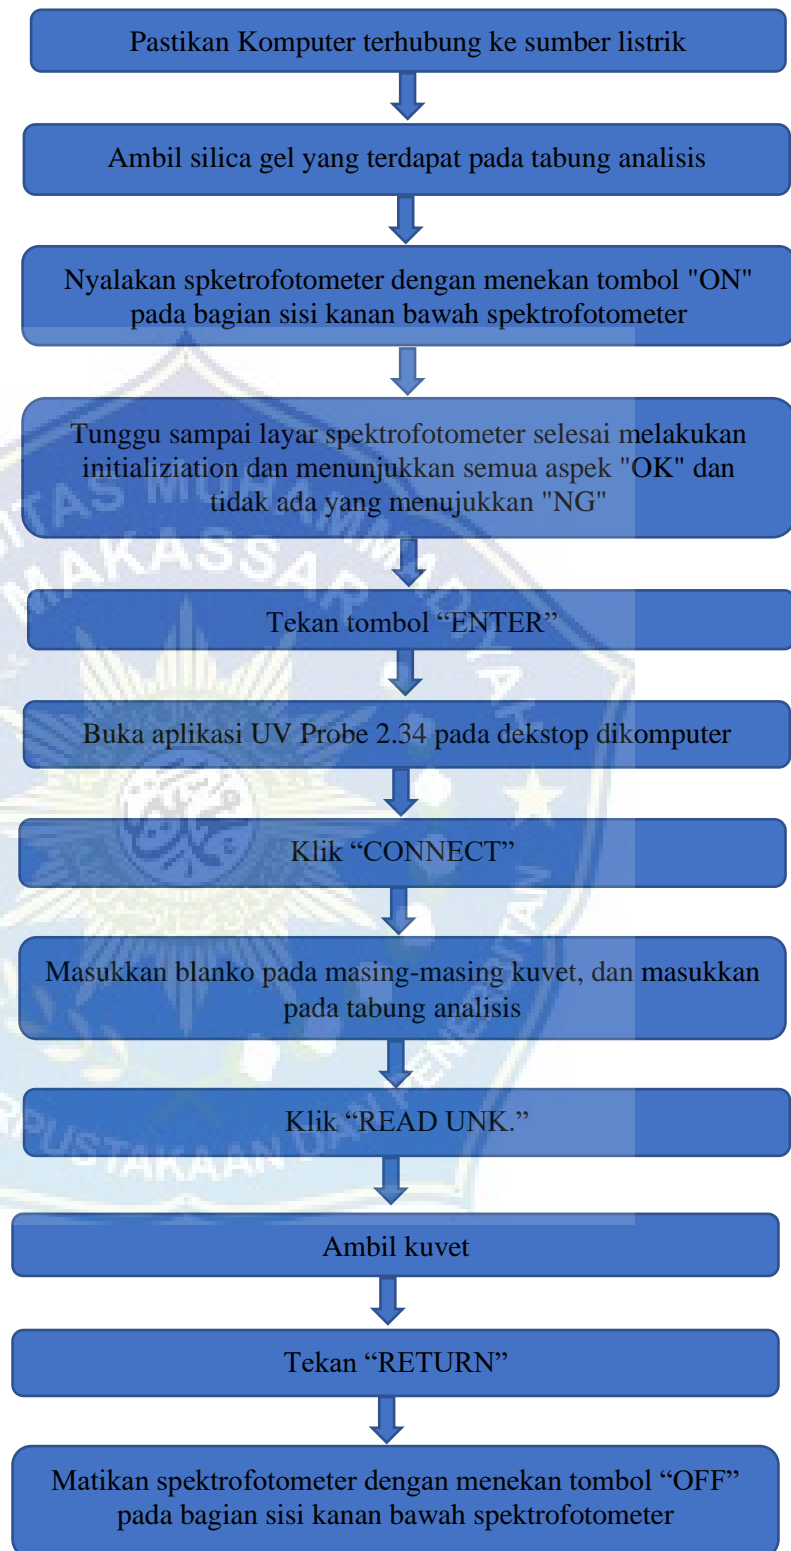 Pastikan Komputer terhubung ke sumber listrik
Ambil silica gel yang terdapat pada tabung analisis
Nyalakan spketrofotometer dengan menekan tombol "ON"
pada bagian sisi kanan bawah spektrofotometer
Tunggu sampai layar spektrofotometer selesai melakukan
initializiation dan menunjukkan semua aspek "OK" dan
tidak ada yang menujukkan "NG"
Tekan tombol “ENTER”
Buka aplikasi UV Probe 2.34 pada dekstop dikomputer
Klik “CONNECT”
Masukkan blanko pada masing-masing kuvet, dan masukkan
pada tabung analisis
Klik “READ UNK.”
Ambil kuvet
Tekan “RETURN”
Matikan spektrofotometer dengan menekan tombol “OFF”
pada bagian sisi kanan bawah spektrofotometer
MUHAMMADIYAH
MAKASSAR
DAN PENERBITAN